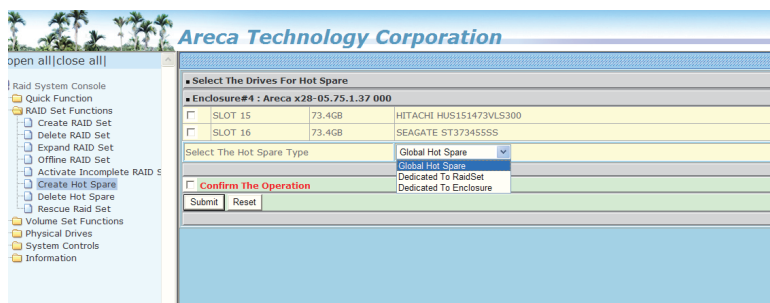 Areca Technology Corporation
open all|close all|
Raid System Console
Quick Function
RAID Set Functions
Create RAID Set
Delete RAID Set
Expand RAID Set
Offline RAID Set
Activate Incomplete RAID S
Create Hot Spare
Delete Hot Spare
Rescue Raid Set
Volume Set Functions
Physical Drives
System Controls
Information
Select The Drives For Hot Spare
Enclosure#4 : Areca x28-05.75.1.37 000
SLOT 15 73.4GB HITACHI HUS151473VLS300
SLOT 16 73.4GB SEAGATE ST373455SS
Select The Hot Spare Type Global Hot Spare
Global Hot Spare
Dedicated To RaidSet
Dedicated To Enclosure
Confirm The Operation
Submit Reset